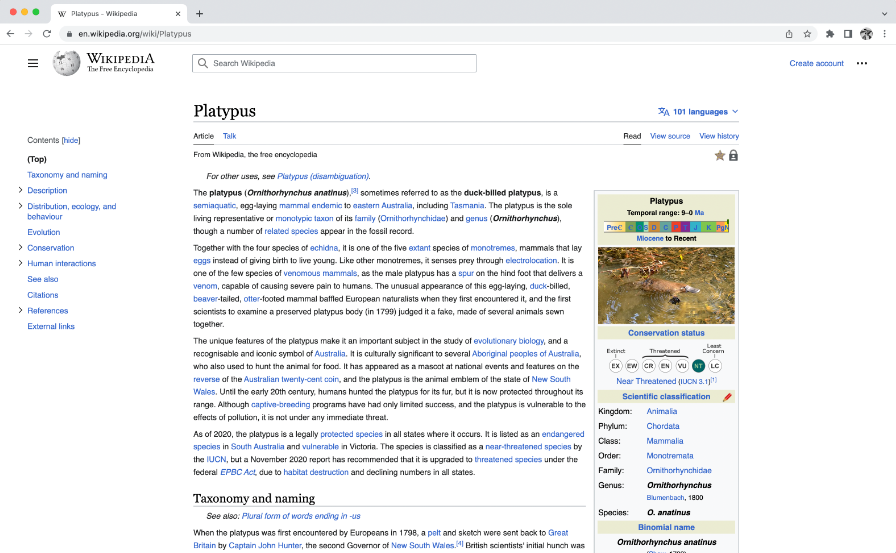 Platypus - Wikipedia
en.wikipedia.org/wiki/Platypus
WIKIPEDIA
The Free Encyclopedia
Search Wikipedia
Create account
Contents [hide]
(Top)
Taxonomy and naming
Description
Distribution, ecology, and
behaviour
Evolution
Conservation
Human interactions
See also
Citations
References
External links
Platypus
101 languages
Article Talk
Read View source View history
From Wikipedia, the free encyclopedia
For other uses, see Platypus (disambiguation).
The platypus (Ornithorhynchus anatinus),[3] sometimes referred to as the duck-billed platypus, is a
semiaquatic, egg-laying mammal endemic to eastern Australia, including Tasmania. The platypus is the sole
living representative or monotypic taxon of its family (Ornithorhynchidae) and genus (Ornithorhynchus),
though a number of related species appear in the fossil record.
Together with the four species of echidna, it is one of the five extant species of monotremes, mammals that lay
eggs instead of giving birth to live young. Like other monotremes, it senses prey through electrolocation. It is
one of the few species of venomous mammals, as the male platypus has a spur on the hind foot that delivers a
venom, capable of causing severe pain to humans. The unusual appearance of this egg-laying, duck-billed,
beaver-tailed, otter-footed mammal baffled European naturalists when they first encountered it, and the first
scientists to examine a preserved platypus body (in 1799) judged it a fake, made of several animals sewn
together.
The unique features of the platypus make it an important subject in the study of evolutionary biology, and a
recognisable and iconic symbol of Australia. It is culturally significant to several Aboriginal peoples of Australia,
who also used to hunt the animal for food. It has appeared as a mascot at national events and features on the
reverse of the Australian twenty-cent coin, and the platypus is the animal emblem of the state of New South
Wales. Until the early 20th century, humans hunted the platypus for its fur, but it is now protected throughout its
range. Although captive-breeding programs have had only limited success, and the platypus is vulnerable to the
effects of pollution, it is not under any immediate threat.
As of 2020, the platypus is a legally protected species in all states where it occurs. It is listed as an endangered
species in South Australia and vulnerable in Victoria. The species is classified as a near-threatened species by
the IUCN, but a November 2020 report has recommended that it is upgraded to threatened species under the
federal EPBC Act, due to habitat destruction and declining numbers in all states.
Taxonomy and naming
See also: Plural form of words ending in -us
When the platypus was first encountered by Europeans in 1798, a pelt and sketch were sent back to Great
Britain by Captain John Hunter, the second Governor of New South Wales.[4] British scientists' initial hunch was
Platypus
Temporal range: 9–0 Ma
PreꞒ Ꞓ O S D C P T J K Pg N
Miocene to Recent
Conservation status
Extinct Threatened Least
Concern
EX EW CR EN VU NT LC
Near Threatened (IUCN 3.1)[1]
Scientific classification
Kingdom: Animalia
Phylum: Chordata
Class: Mammalia
Order: Monotremata
Family: Ornithorhynchidae
Genus: Ornithorhynchus
Blumenbach, 1800
Species: O. anatinus
Binomial name
Ornithorhynchus anatinus